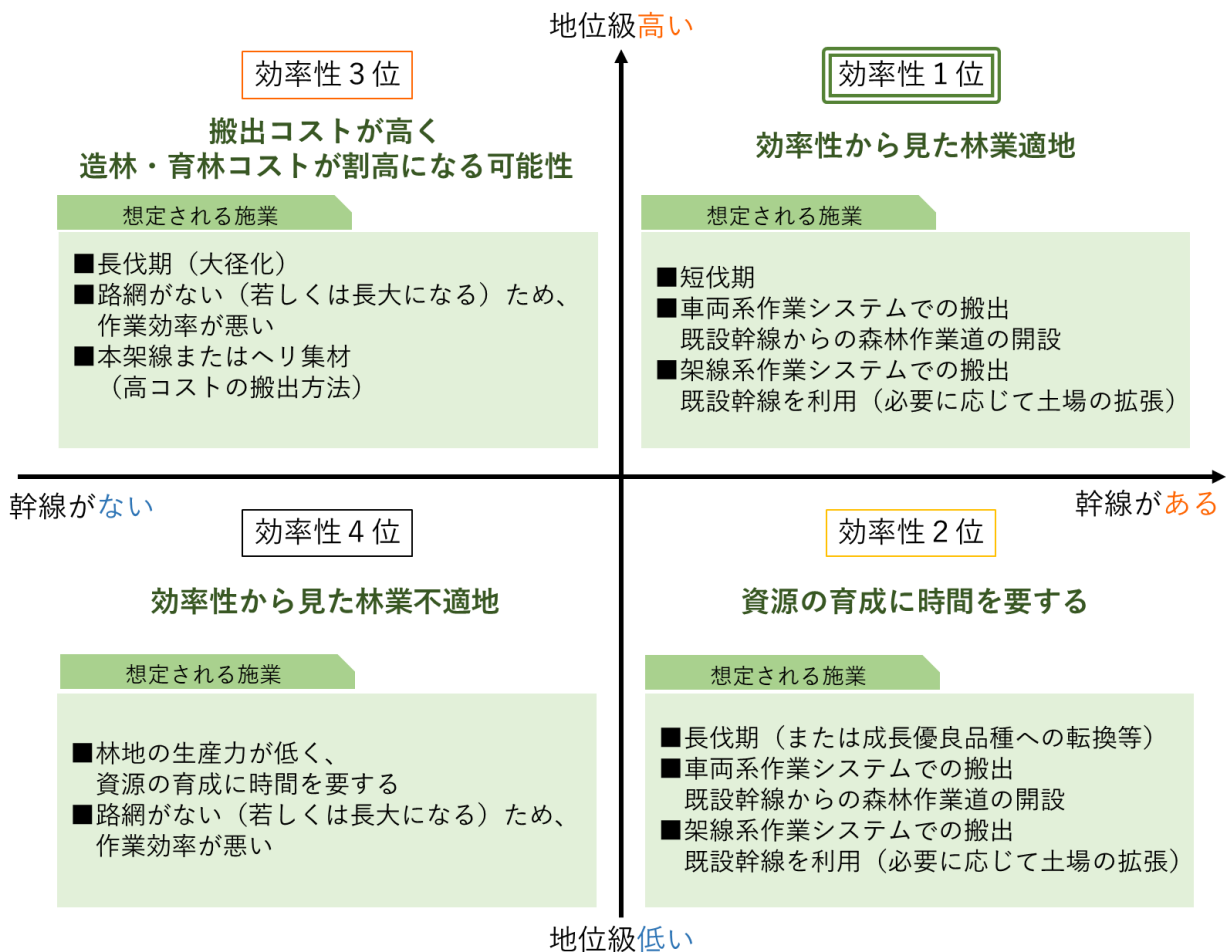 地位級高い
効率性3位
搬出コストが高く
造林・育林コストが割高になる可能性
想定される施業
■長伐期（大径化）
■路網がない（若しくは長大になる）ため、
作業効率が悪い
■本架線またはヘリ集材
（高コストの搬出方法）
効率性1位
効率性から見た林業適地
想定される施業
■短伐期
■車両系作業システムでの搬出
既設幹線からの森林作業道の開設
■架線系作業システムでの搬出
既設幹線を利用（必要に応じて土場の拡張）
幹線がない
幹線がある
効率性4位
効率性から見た林業不適地
想定される施業
■林地の生産力が低く、
資源の育成に時間を要する
■路網がない（若しくは長大になる）ため、
作業効率が悪い
効率性2位
資源の育成に時間を要する
想定される施業
■長伐期（または成長優良品種への転換等）
■車両系作業システムでの搬出
既設幹線からの森林作業道の開設
■架線系作業システムでの搬出
既設幹線を利用（必要に応じて土場の拡張）
地位級低い